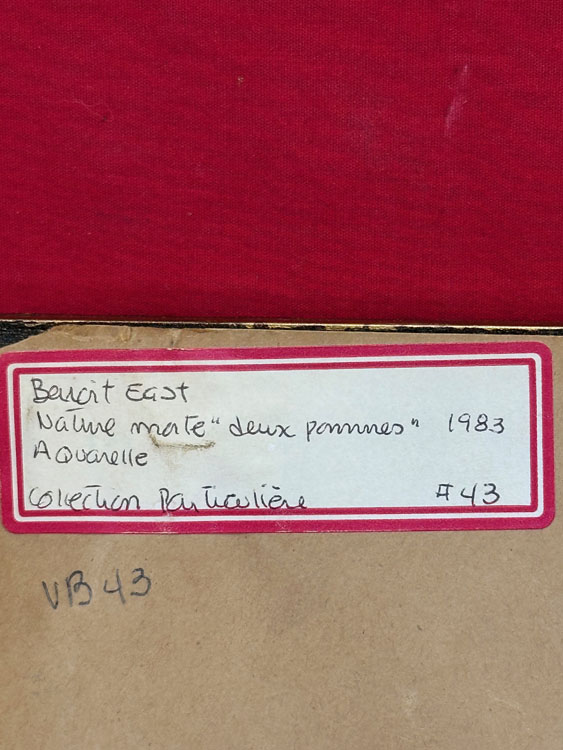 Benoit East
Nature morte "deux pommes" 1983
Aquarelle
Collection Particulière #43
VB43